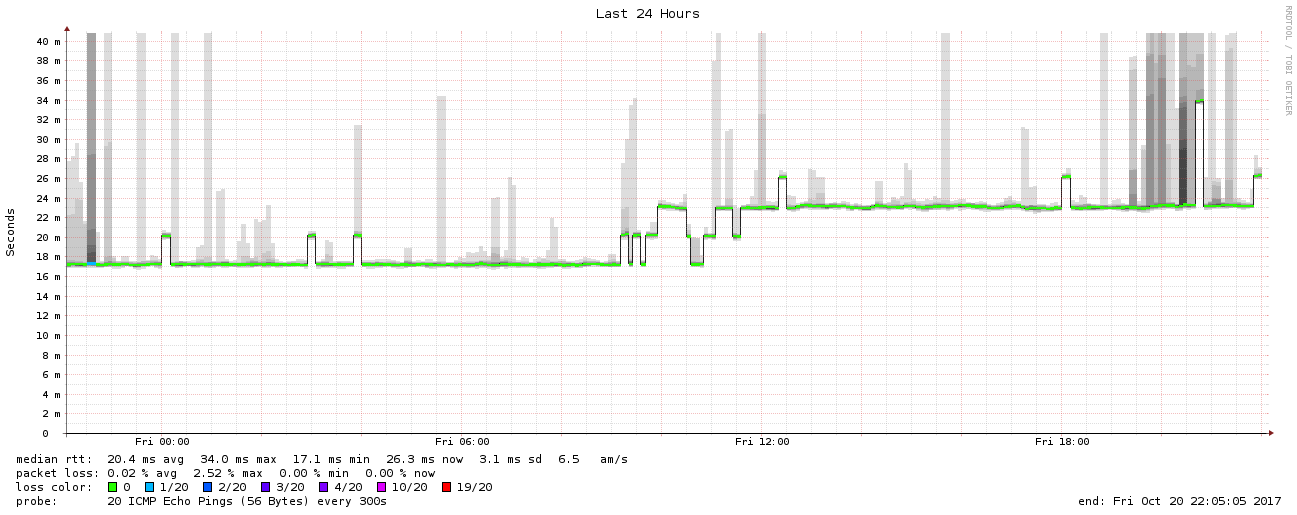 Last 24 Hours
RRDTOOL / TOBI OETIKER
Seconds
40 m
38 m
36 m
34 m
32 m
30 m
28 m
26 m
24 m
22 m
20 m
18 m
16 m
14 m
12 m
10 m
8 m
6 m
4 m
2 m
0
Fri 00:00 Fri 06:00 Fri 12:00 Fri 18:00
median rtt: 20.4 ms avg 34.0 ms max 17.1 ms min 26.3 ms now 3.1 ms sd 6.5 am/s
packet loss: 0.02 % avg 2.52 % max 0.00 % min 0.00 % now
loss color: 0 1/20 2/20 3/20 4/20 10/20 19/20
probe: 20 ICMP Echo Pings (56 Bytes) every 300s end: Fri Oct 20 22:05:05 2017